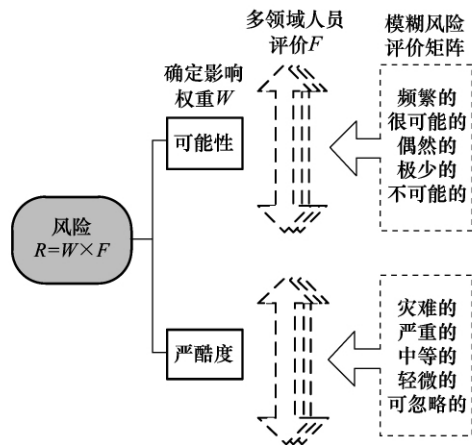 多领域人员
评价F
模糊风险
评价矩阵
确定影响
权重W
可能性
频繁的
很可能的
偶然的
极少的
不可能的
风险
R=W×F
严酷度
灾难的
严重的
中等的
轻微的
可忽略的